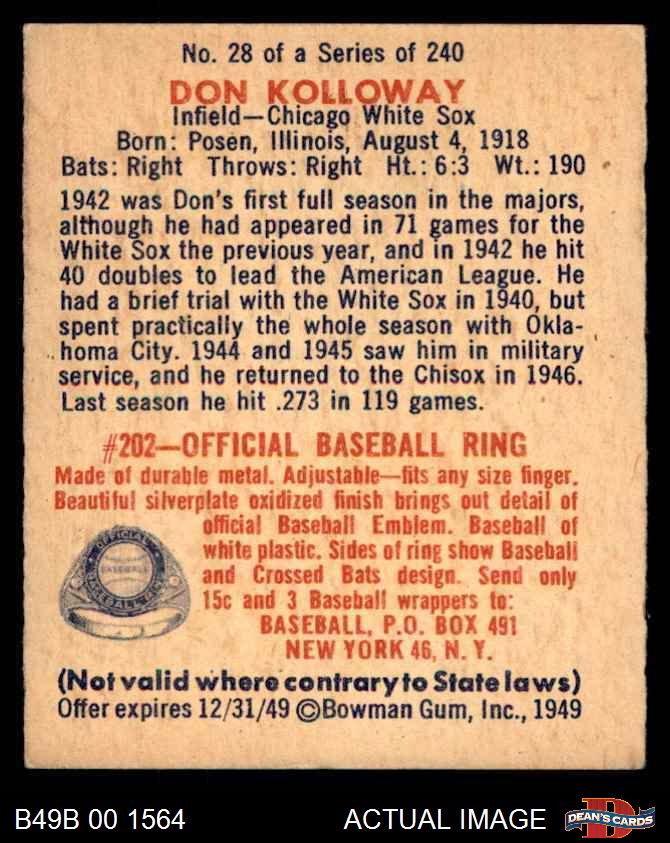 No. 28 of a Series of 240
DON KOLLOWAY
Infield—Chicago White Sox
Born: Posen, Illinois, August 4, 1918
Bats: Right Throws: Right Ht.: 6:3 Wt.: 190
1942 was Don's first full season in the majors,
although he had appeared in 71 games for the
White Sox the previous year, and in 1942 he hit
40 doubles to lead the American League. He
had a brief trial with the White Sox in 1940, but
spent practically the whole season with Okla-
homa City. 1944 and 1945 saw him in military
service, and he returned to the Chisox in 1946.
Last season he hit .273 in 119 games.
#202—OFFICIAL BASEBALL RING
Made of durable metal. Adjustable—fits any size finger.
Beautiful silverplate oxidized finish brings out detail of
official Baseball Emblem. Baseball of
white plastic. Sides of ring show Baseball
and Crossed Bats design. Send only
15c and 3 Baseball wrappers to:
BASEBALL, P.O. BOX 491
NEW YORK 46, N. Y.
OFFICIAL
BASEBALL
BASEBALL RING
(Not valid where contrary to State laws)
Offer expires 12/31/49 ©Bowman Gum, Inc., 1949
B49B 00 1564
ACTUAL IMAGE
D
DEAN'S CARDS